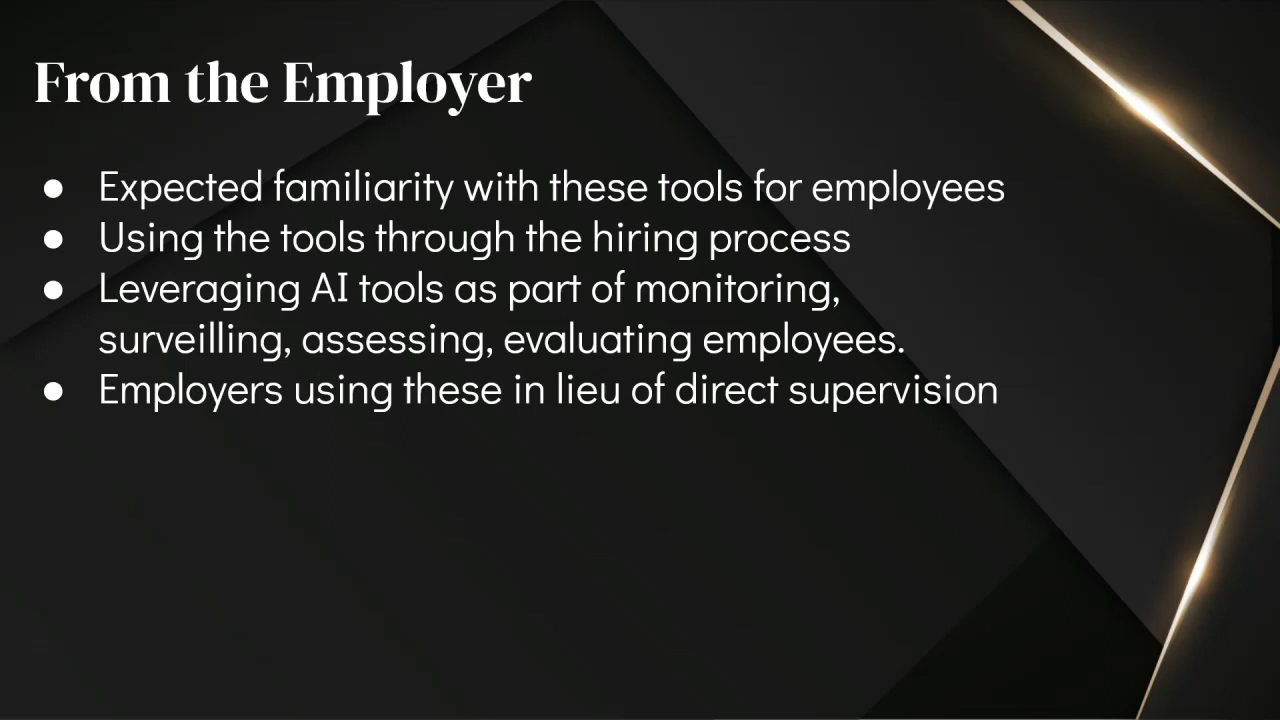 From the Employer
● Expected familiarity with these tools for employees
● Using the tools through the hiring process
● Leveraging AI tools as part of monitoring,
surveilling, assessing, evaluating employees.
● Employers using these in lieu of direct supervision